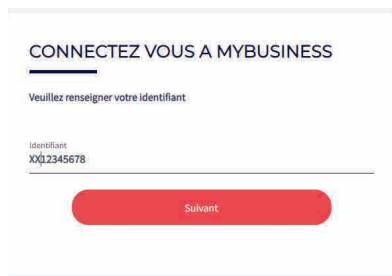 CONNECTEZ VOUS A MYBUSINESS
Veuillez renseigner votre identifiant
Identifiant
XX12345678
Suivant